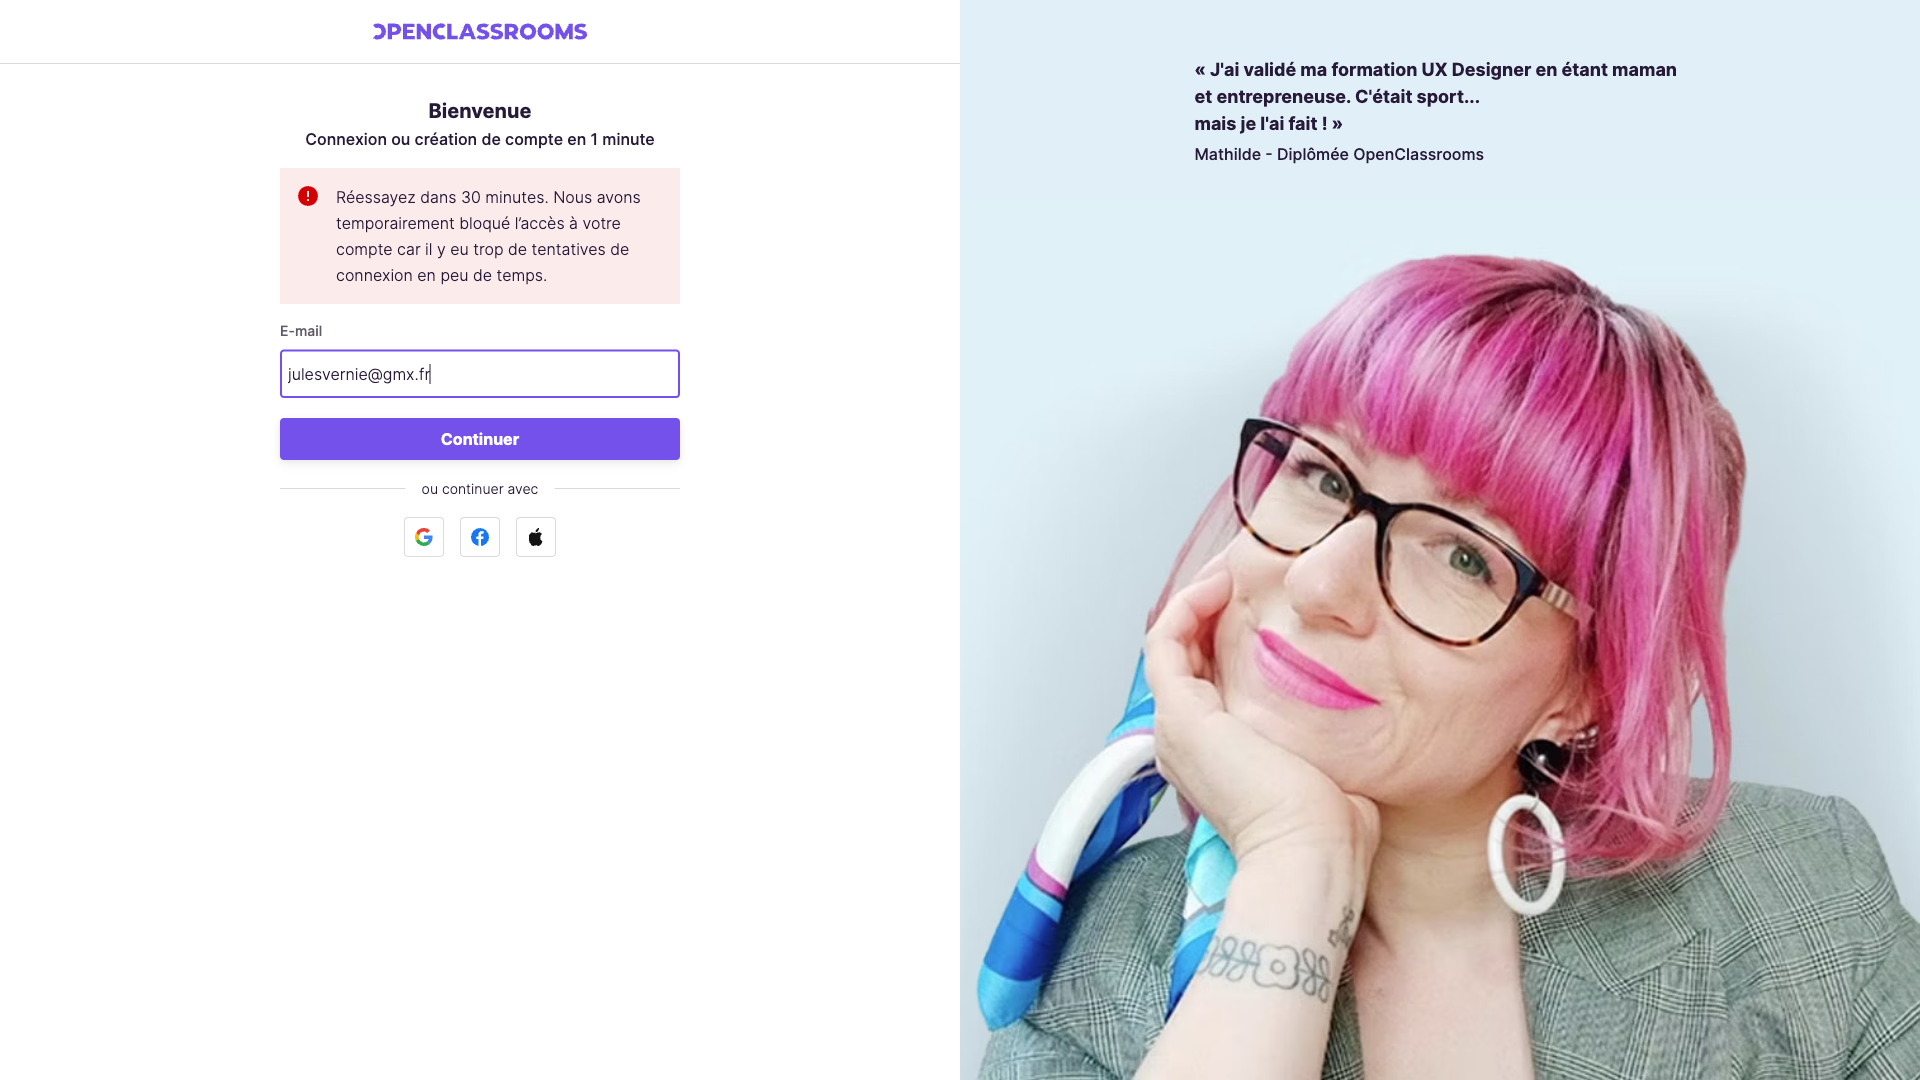 OPENCLASSROOMS
Bienvenue
Connexion ou création de compte en 1 minute
Réessayez dans 30 minutes. Nous avons
temporairement bloqué l’accès à votre
compte car il y eu trop de tentatives de
connexion en peu de temps.
E-mail
julesvernie@gmx.fr
Continuer
ou continuer avec
« J'ai validé ma formation UX Designer en étant maman
et entrepreneuse. C'était sport...
mais je l'ai fait ! »
Mathilde - Diplômée OpenClassrooms